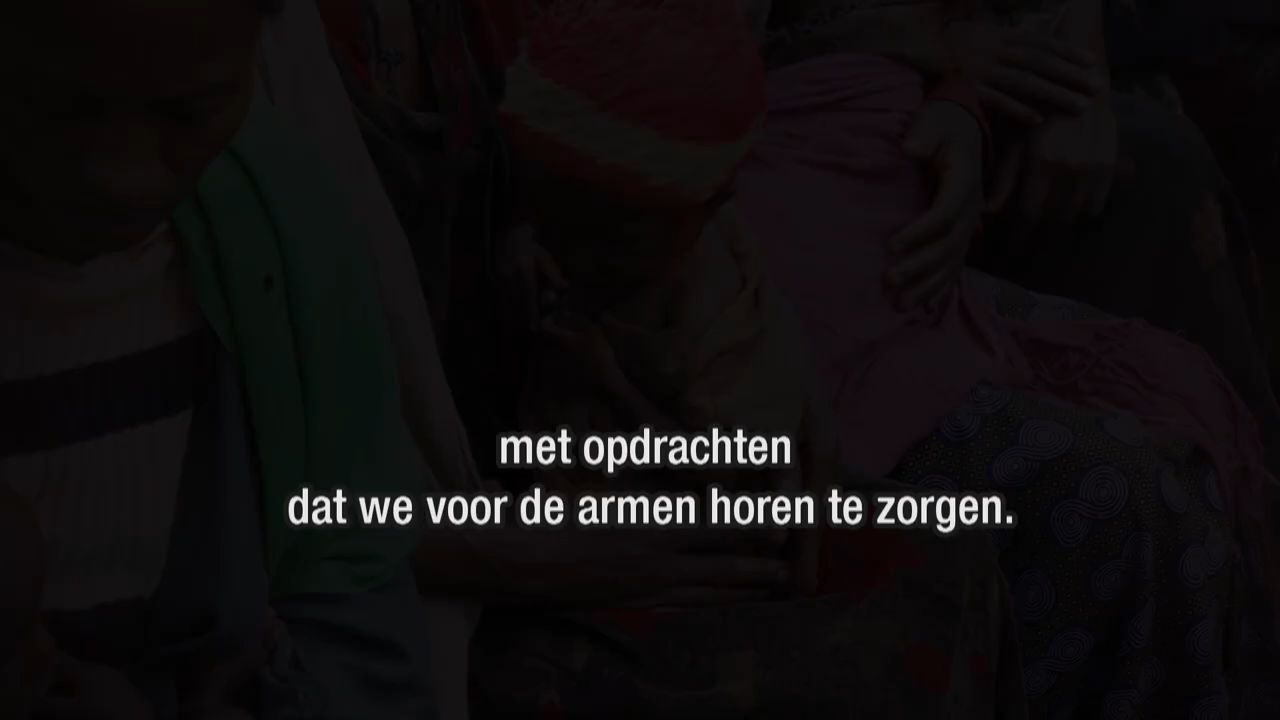 met opdrachten
dat we voor de armen horen te zorgen.